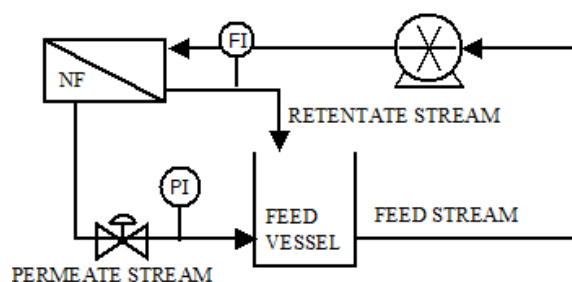 FI
NF
RETENTATE STREAM
PI
FEED
VESSEL
FEED STREAM
PERMEATE STREAM